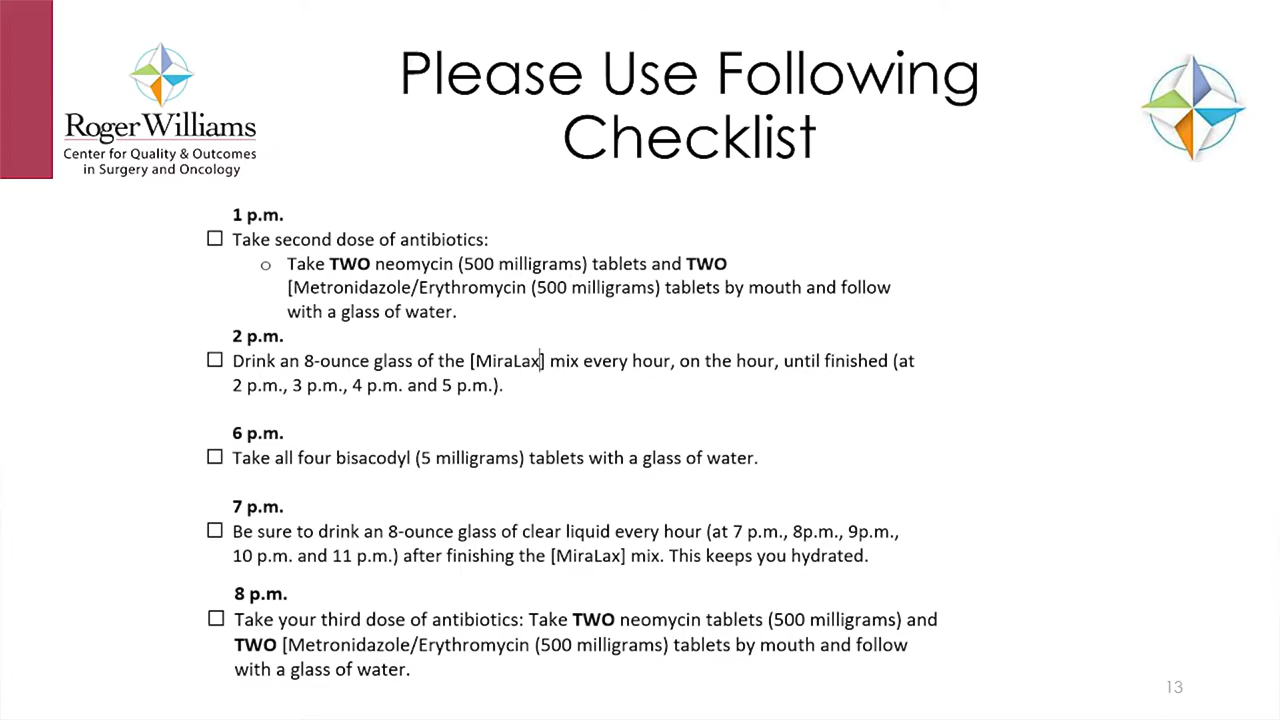 Please Use Following
Checklist
Roger Williams
Center for Quality & Outcomes
in Surgery and Oncology
1 p.m.
☐ Take second dose of antibiotics:
o Take TWO neomycin (500 milligrams) tablets and TWO
[Metronidazole/Erythromycin (500 milligrams) tablets by mouth and follow
with a glass of water.
2 p.m.
☐ Drink an 8-ounce glass of the [MiraLax] mix every hour, on the hour, until finished (at
2 p.m., 3 p.m., 4 p.m. and 5 p.m.).
6 p.m.
☐ Take all four bisacodyl (5 milligrams) tablets with a glass of water.
7 p.m.
☐ Be sure to drink an 8-ounce glass of clear liquid every hour (at 7 p.m., 8p.m., 9p.m.,
10 p.m. and 11 p.m.) after finishing the [MiraLax] mix. This keeps you hydrated.
8 p.m.
☐ Take your third dose of antibiotics: Take TWO neomycin tablets (500 milligrams) and
TWO [Metronidazole/Erythromycin (500 milligrams) tablets by mouth and follow
with a glass of water.
13